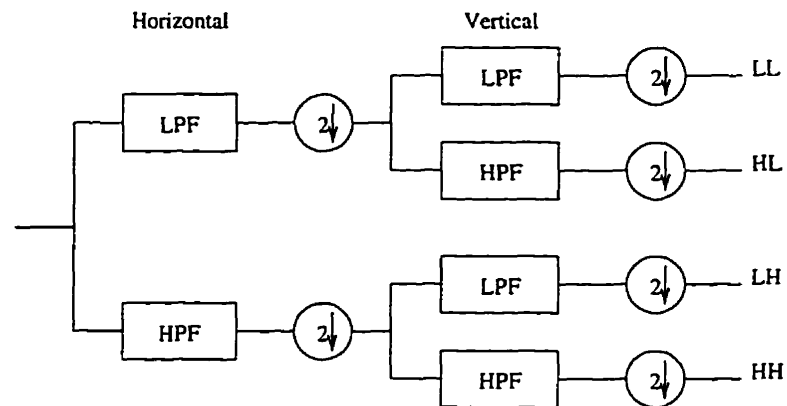 Horizontal Vertical
LPF 2 LL
LPF 2
HPF 2 HL
LPF 2 LH
HPF 2
HPF 2 HH